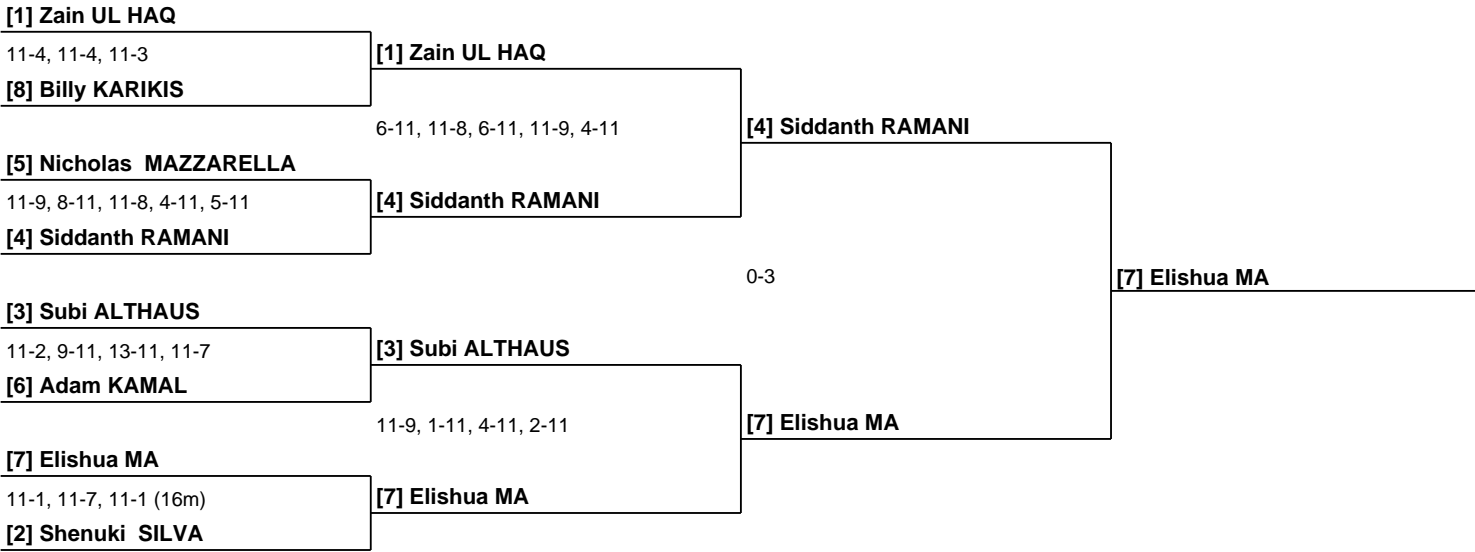 [1] Zain UL HAQ
11-4, 11-4, 11-3
[8] Billy KARIKIS
[5] Nicholas  MAZZARELLA
11-9, 8-11, 11-8, 4-11, 5-11
[4] Siddanth RAMANI
[3] Subi ALTHAUS
11-2, 9-11, 13-11, 11-7
[6] Adam KAMAL
[7] Elishua MA
11-1, 11-7, 11-1 (16m)
[2] Shenuki  SILVA
[1] Zain UL HAQ
6-11, 11-8, 6-11, 11-9, 4-11
[4] Siddanth RAMANI
[3] Subi ALTHAUS
11-9, 1-11, 4-11, 2-11
[7] Elishua MA
[4] Siddanth RAMANI
0-3
[7] Elishua MA
[7] Elishua MA